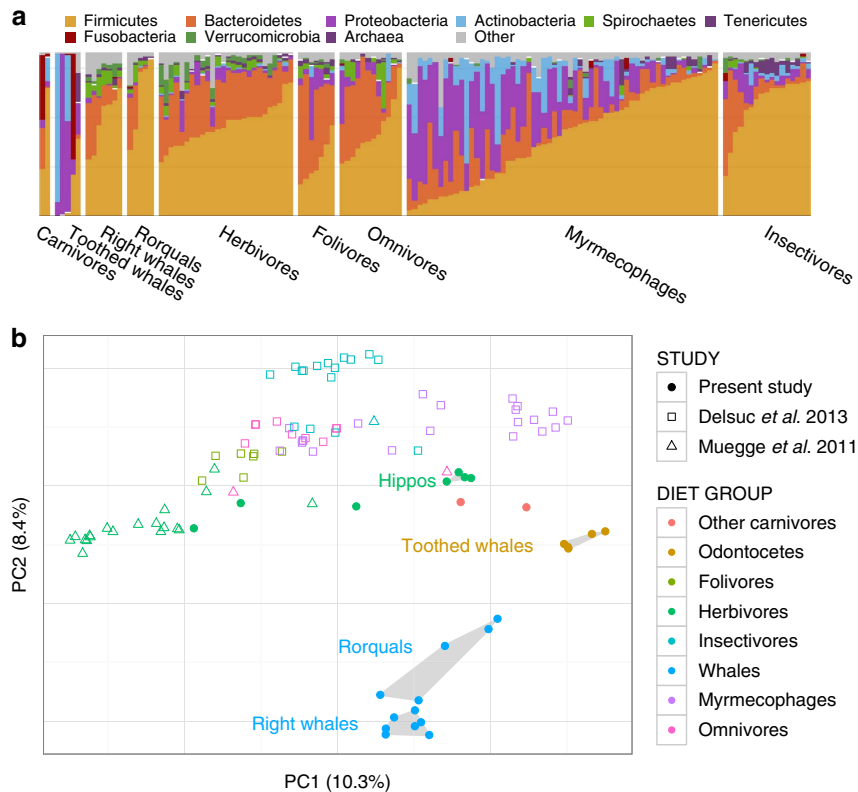 a
Firmicutes Bacteroidetes Proteobacteria Actinobacteria Spirochaetes Tenericutes
Fusobacteria Verrucomicrobia Archaea Other
Carnivores
Toothed whales
Right whales
Rorquals
Herbivores
Folivores
Omnivores
Myrmecophages
Insectivores
b
PC2 (8.4%)
Hippos
Toothed whales
Rorquals
Right whales
PC1 (10.3%)
STUDY
Present study
Delsuc et al. 2013
Muegge et al. 2011
DIET GROUP
Other carnivores
Odontocetes
Folivores
Herbivores
Insectivores
Whales
Myrmecophages
Omnivores